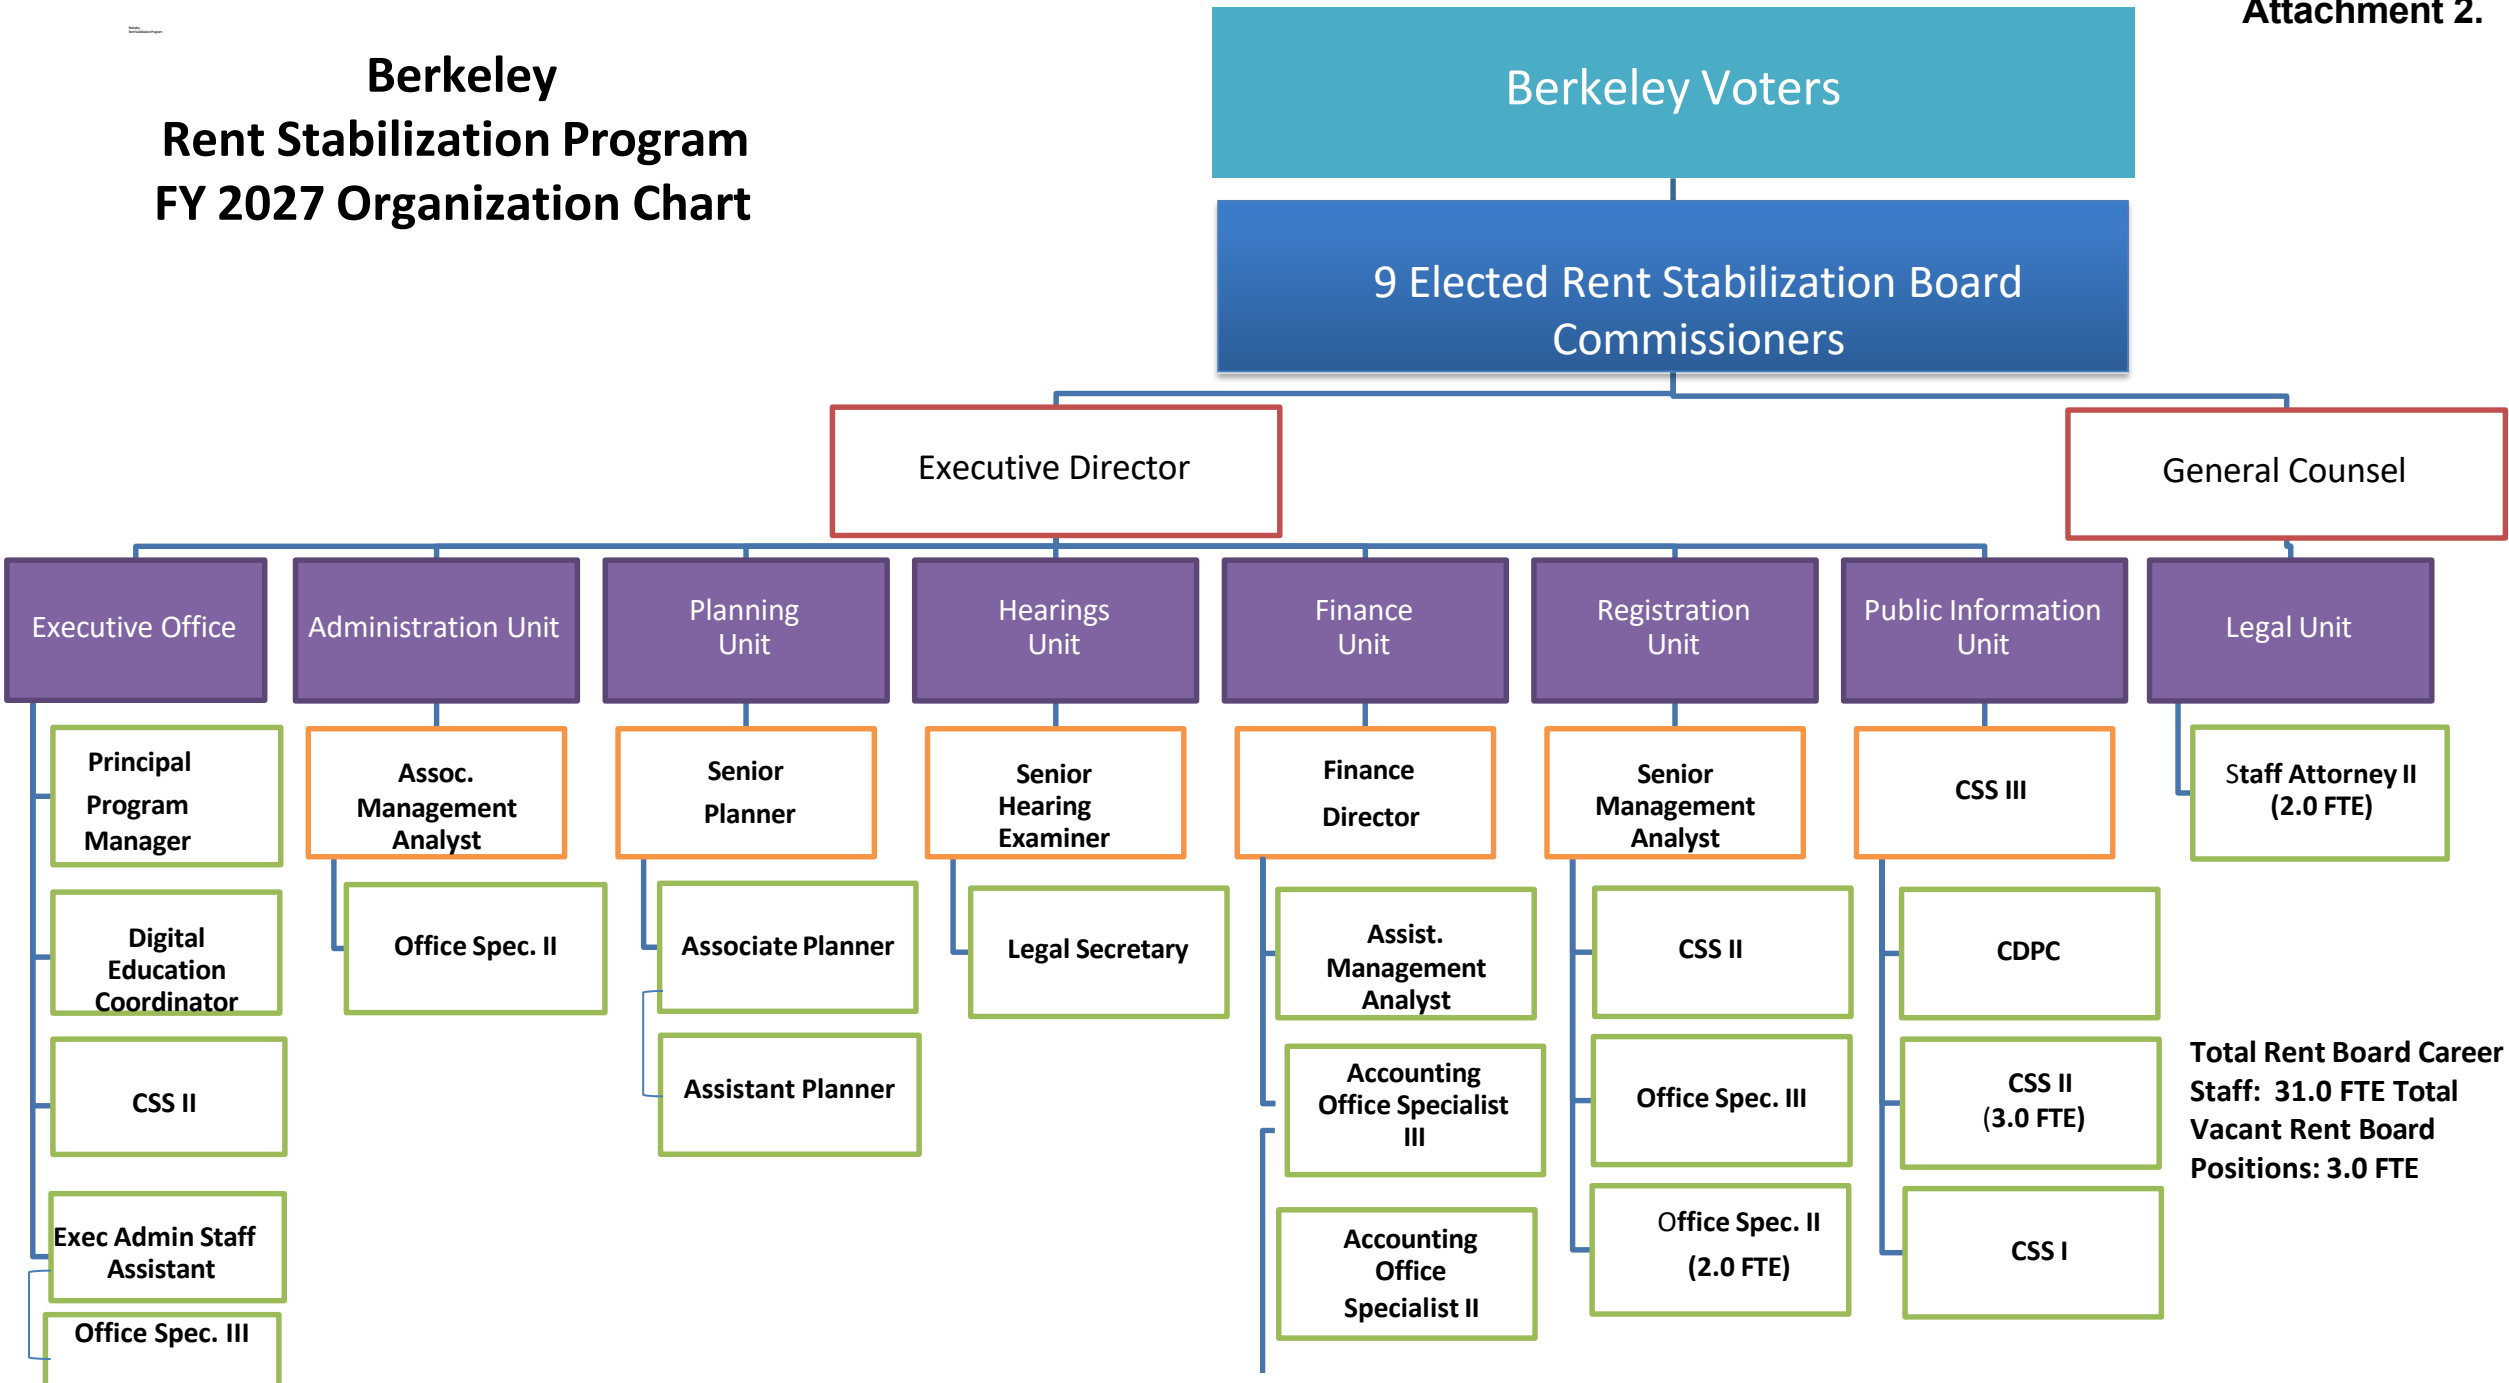 Attachment 2.
Berkeley
Rent Stabilization Program
Berkeley
Rent Stabilization Program
FY 2027 Organization Chart
Berkeley Voters
9 Elected Rent Stabilization Board
Commissioners
Executive Director
General Counsel
Executive Office
Administration Unit
Planning
Unit
Hearings
Unit
Finance
Unit
Registration
Unit
Public Information
Unit
Legal Unit
Principal
Program
Manager
Assoc.
Management
Analyst
Senior
Planner
Senior
Hearing
Examiner
Finance
Director
Senior
Management
Analyst
CSS III
Staff Attorney II
(2.0 FTE)
Digital
Education
Coordinator
Office Spec. II
Associate Planner
Legal Secretary
Assist.
Management
Analyst
CSS II
CDPC
CSS II
Assistant Planner
Accounting
Office Specialist
III
Office Spec. III
CSS II
(3.0 FTE)
Total Rent Board Career
Staff: 31.0 FTE Total
Vacant Rent Board
Positions: 3.0 FTE
Exec Admin Staff
Assistant
Accounting
Office
Specialist II
Office Spec. II
(2.0 FTE)
CSS I
Office Spec. III